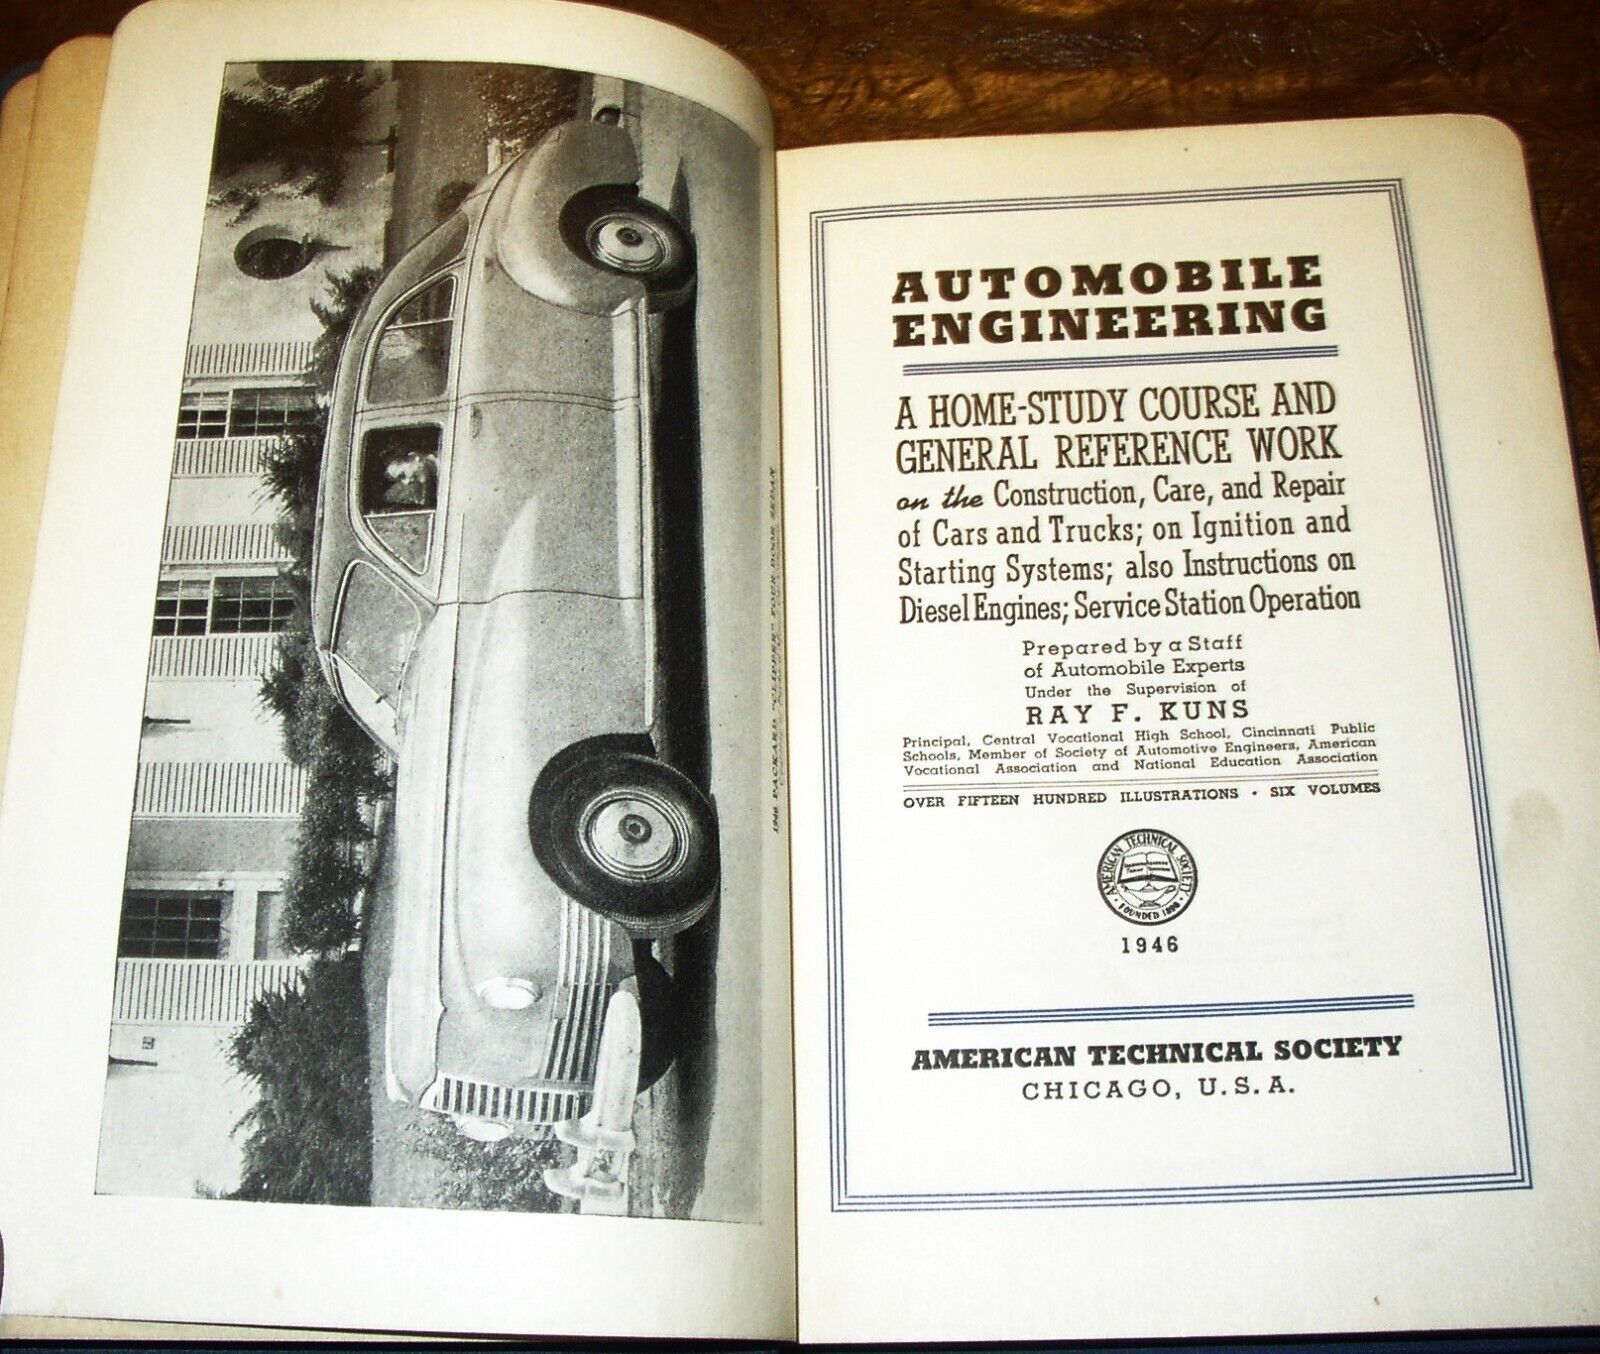 1946 PACKARD "CLIPPER" FOUR DOOR SEDAN
AUTOMOBILE
ENGINEERING
A HOME-STUDY COURSE AND
GENERAL REFERENCE WORK
on the Construction, Care, and Repair
of Cars and Trucks; on Ignition and
Starting Systems; also Instructions on
Diesel Engines; Service Station Operation
Prepared by a Staff
of Automobile Experts
Under the Supervision of
RAY F. KUNS
Principal, Central Vocational High School, Cincinnati Public
Schools, Member of Society of Automotive Engineers, American
Vocational Association and National Education Association
OVER FIFTEEN HUNDRED ILLUSTRATIONS · SIX VOLUMES
AMERICAN TECHNICAL SOCIETY
· FOUNDED 1898 ·
1946
AMERICAN TECHNICAL SOCIETY
CHICAGO, U.S.A.